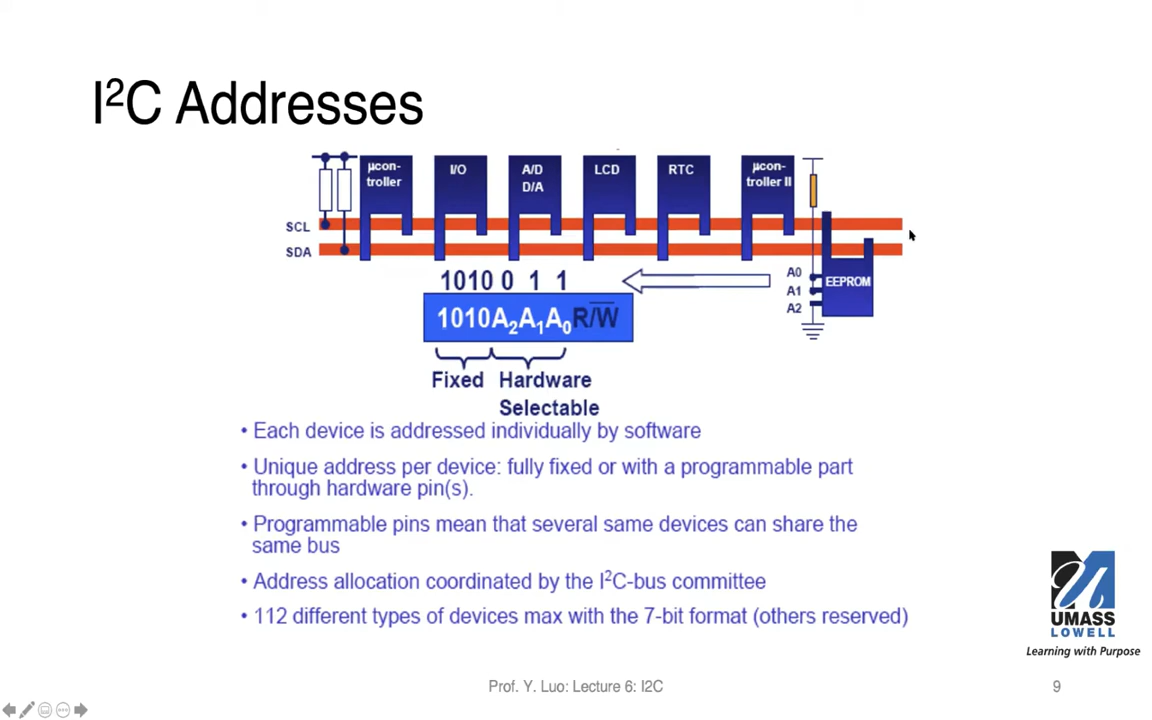 I²C Addresses
µcon-
troller
I/O
A/D
D/A
LCD
RTC
µcon-
troller II
SCL
SDA
1010 0 1 1
A0
A1
A2
EEPROM
1010A₂A₁A₀R/W̅
Fixed
Hardware
Selectable
• Each device is addressed individually by software
• Unique address per device: fully fixed or with a programmable part
through hardware pin(s).
• Programmable pins mean that several same devices can share the
same bus
• Address allocation coordinated by the I²C-bus committee
• 112 different types of devices max with the 7-bit format (others reserved)
UMASS
LOWELL
Learning with Purpose
Prof. Y. Luo: Lecture 6: I2C
9